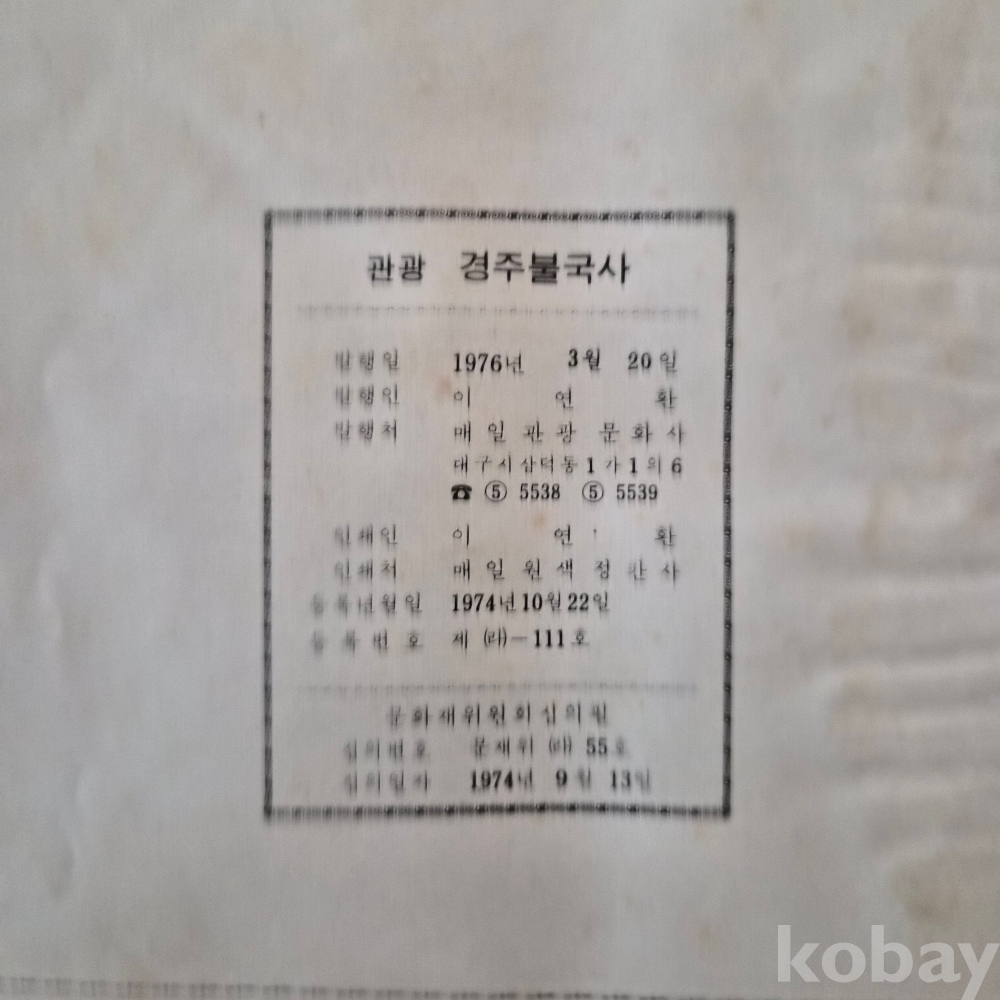 관광 경주불국사
발행일 1976년 3월 20일
발행인 이 연 환
발행처 매 일 관 광 문 화 사
대구시삼덕동1가1의6
☎ ⑤ 5538 ⑤ 5539
인쇄인 이 연 환
인쇄처 매 일 원 색 정 판 사
등록년월일 1974년10월22일
등록번호 제 ㈣-111호
문화재위원회심의필
심의번호 문재위 ㈣ 55호
심의일자 1974년 9월 13일
kobay